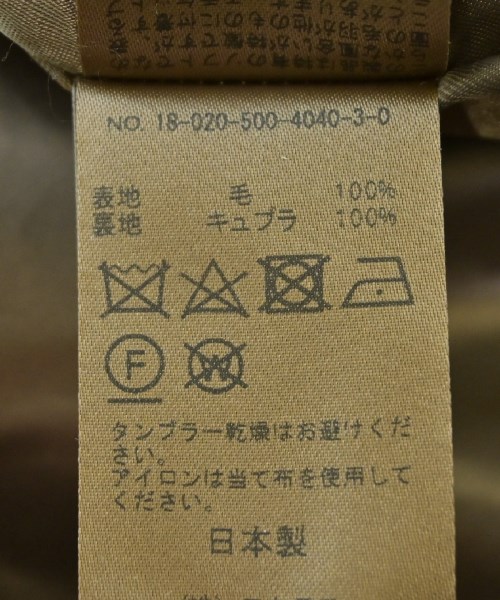 NO. 18-020-500-4040-3-0
表地 毛 100%
裏地 キュプラ 100%
F W
タンブラー乾燥はお避けくだ
さい。
アイロンは当て布を使用して
ください。
日本製